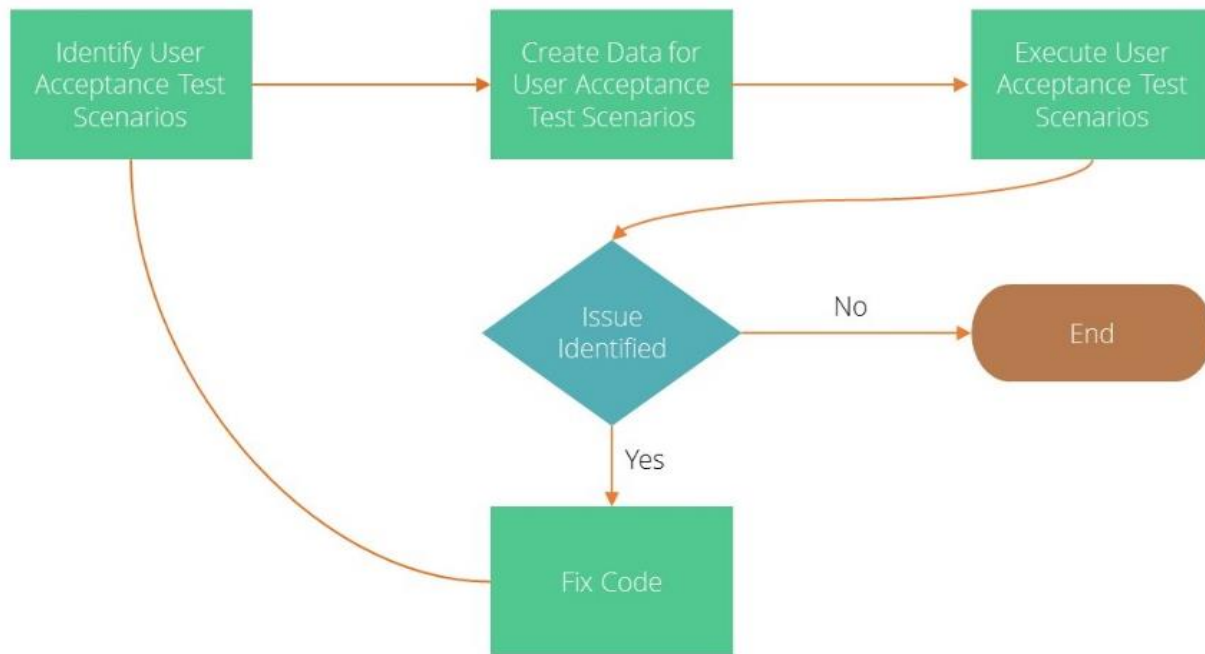 Identify User
Acceptance Test
Scenarios
Create Data for
User Acceptance
Test Scenarios
Execute User
Acceptance Test
Scenarios
Issue
Identified
No
End
Yes
Fix Code